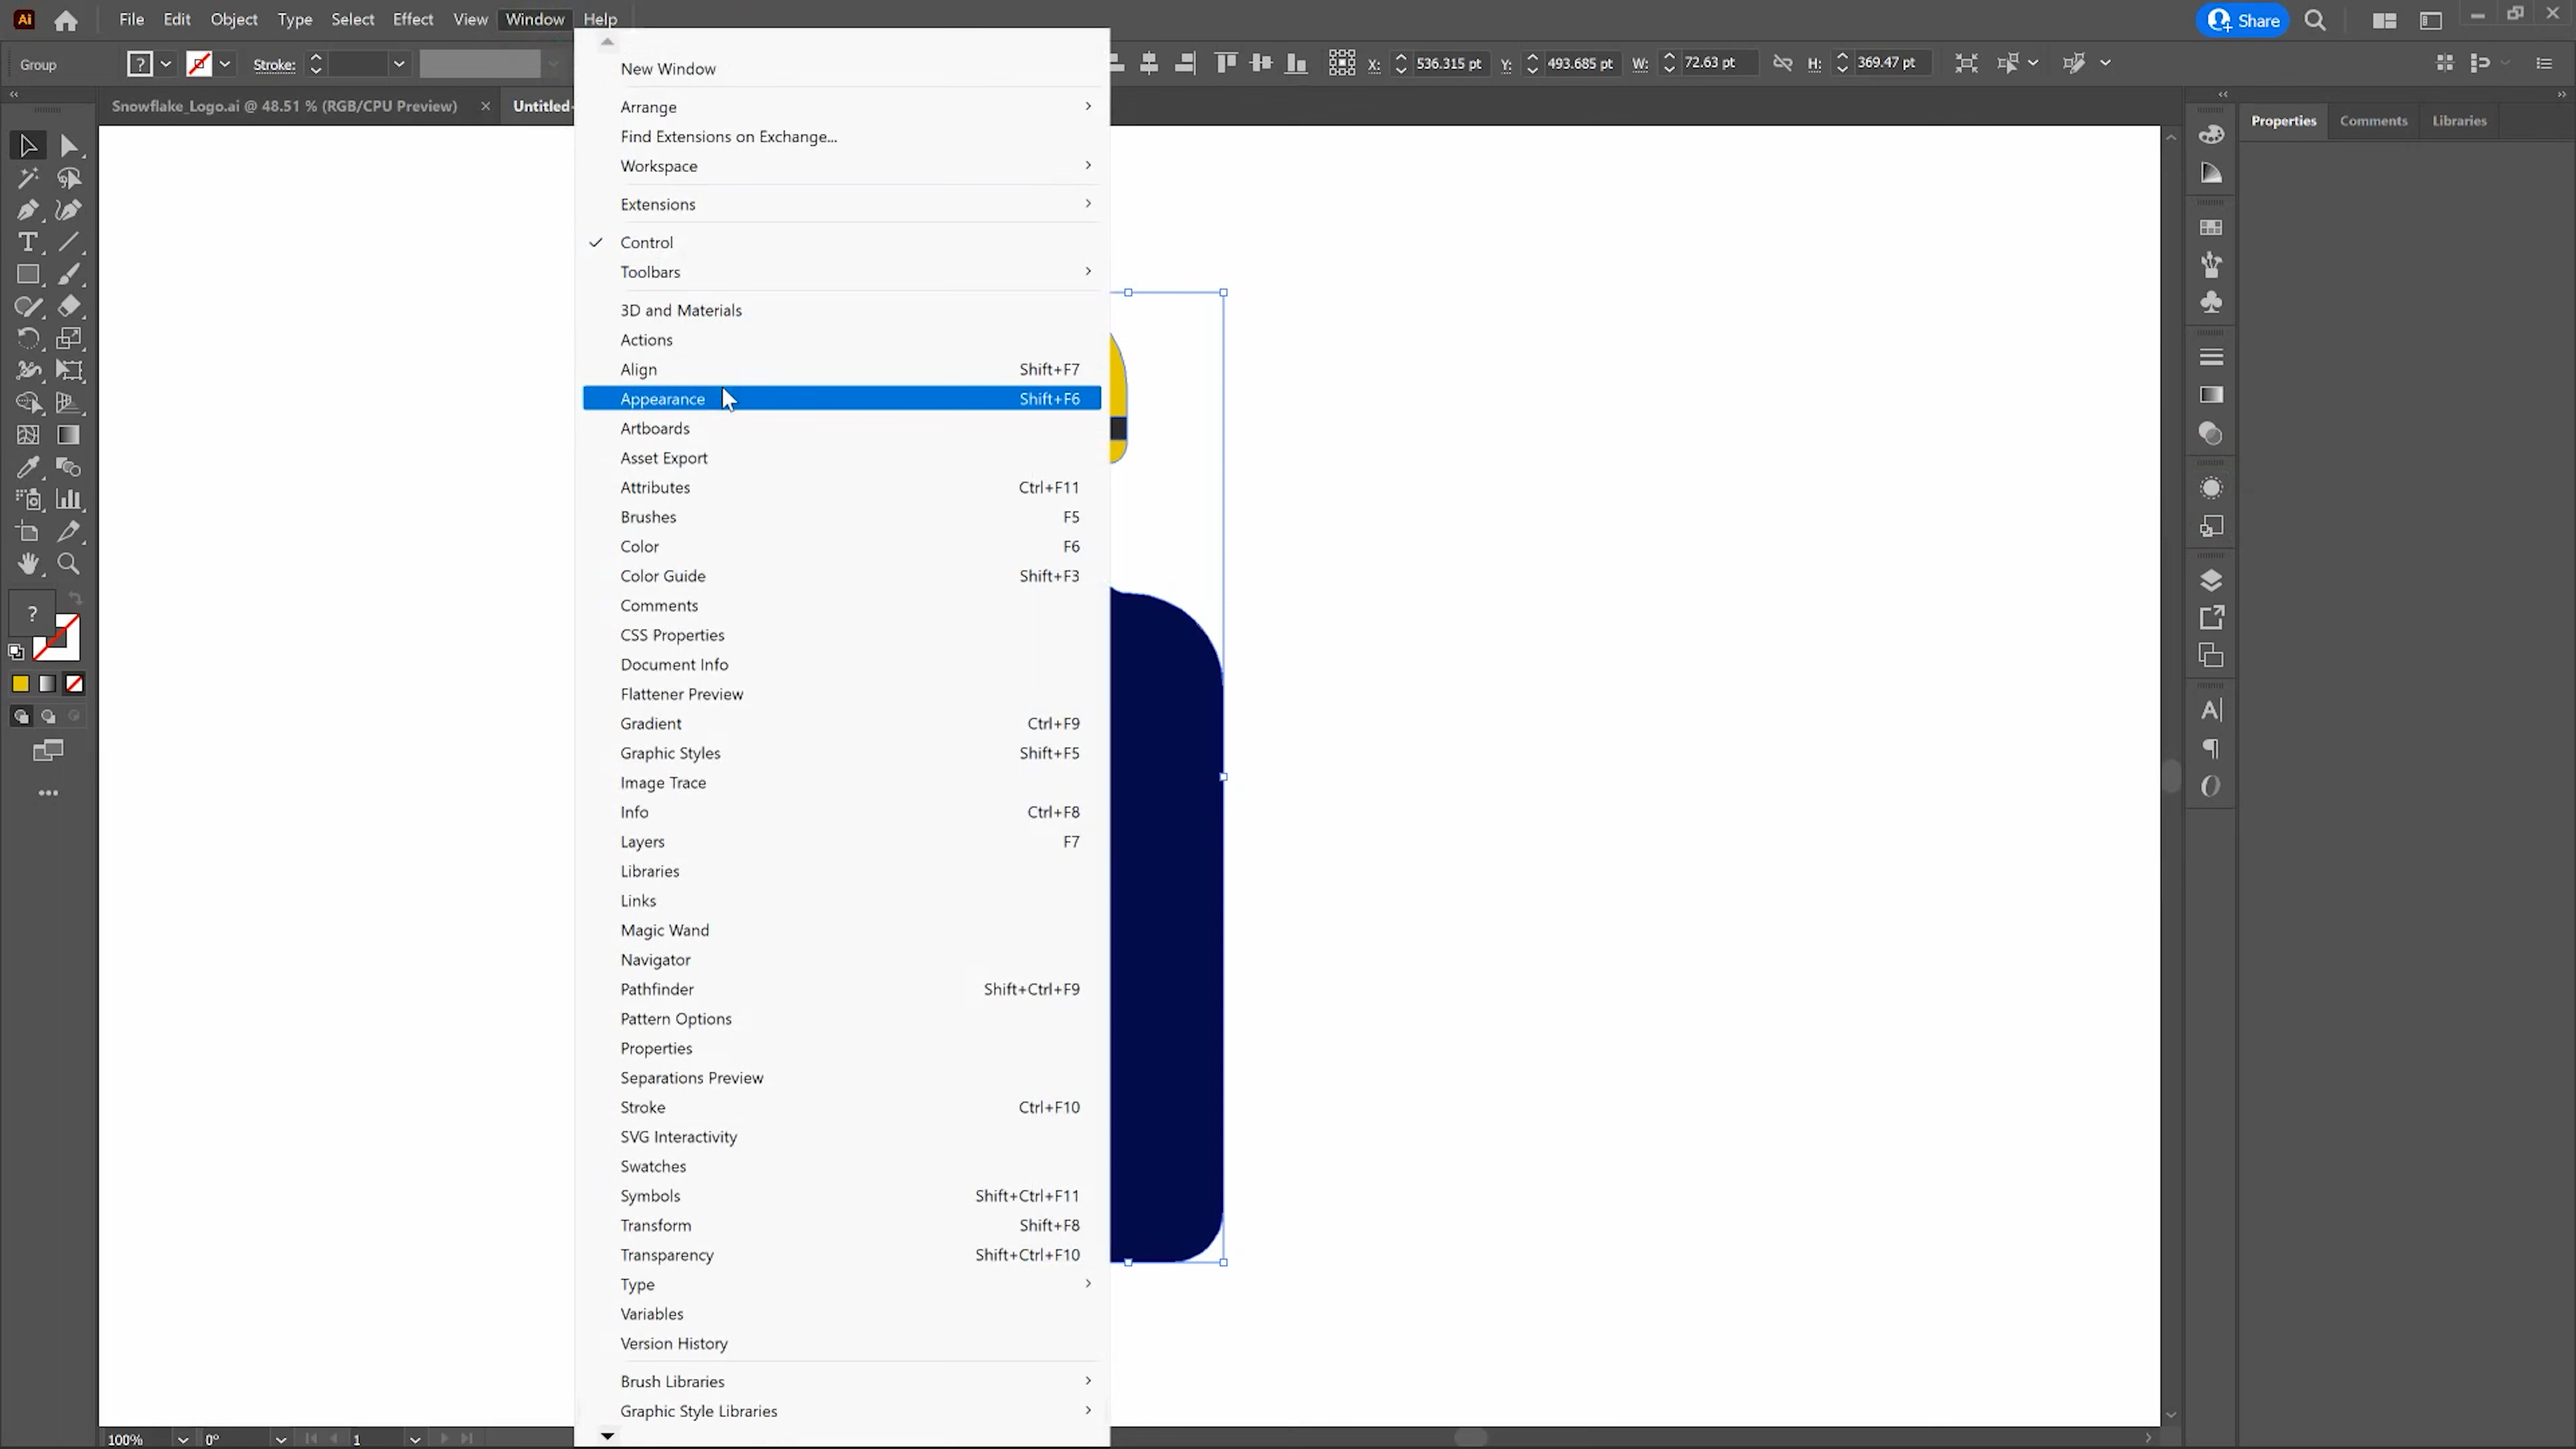 Ai File Edit Object Type Select Effect View Window Help Share
Group ? Stroke: X: 536.315 pt Y: 493.685 pt W: 72.63 pt H: 369.47 pt
Snowflake_Logo.ai @ 48.51 % (RGB/CPU Preview) × Untitled-
Properties Comments Libraries
New Window
Arrange
Find Extensions on Exchange...
Workspace
Extensions
Control
Toolbars
3D and Materials
Actions
Align Shift+F7
Appearance Shift+F6
Artboards
Asset Export
Attributes Ctrl+F11
Brushes F5
Color F6
Color Guide Shift+F3
Comments
CSS Properties
Document Info
Flattener Preview
Gradient Ctrl+F9
Graphic Styles Shift+F5
Image Trace
Info Ctrl+F8
Layers F7
Libraries
Links
Magic Wand
Navigator
Pathfinder Shift+Ctrl+F9
Pattern Options
Properties
Separations Preview
Stroke Ctrl+F10
SVG Interactivity
Swatches
Symbols Shift+Ctrl+F11
Transform Shift+F8
Transparency Shift+Ctrl+F10
Type
Variables
Version History
Brush Libraries
Graphic Style Libraries
?
100% 0° 1